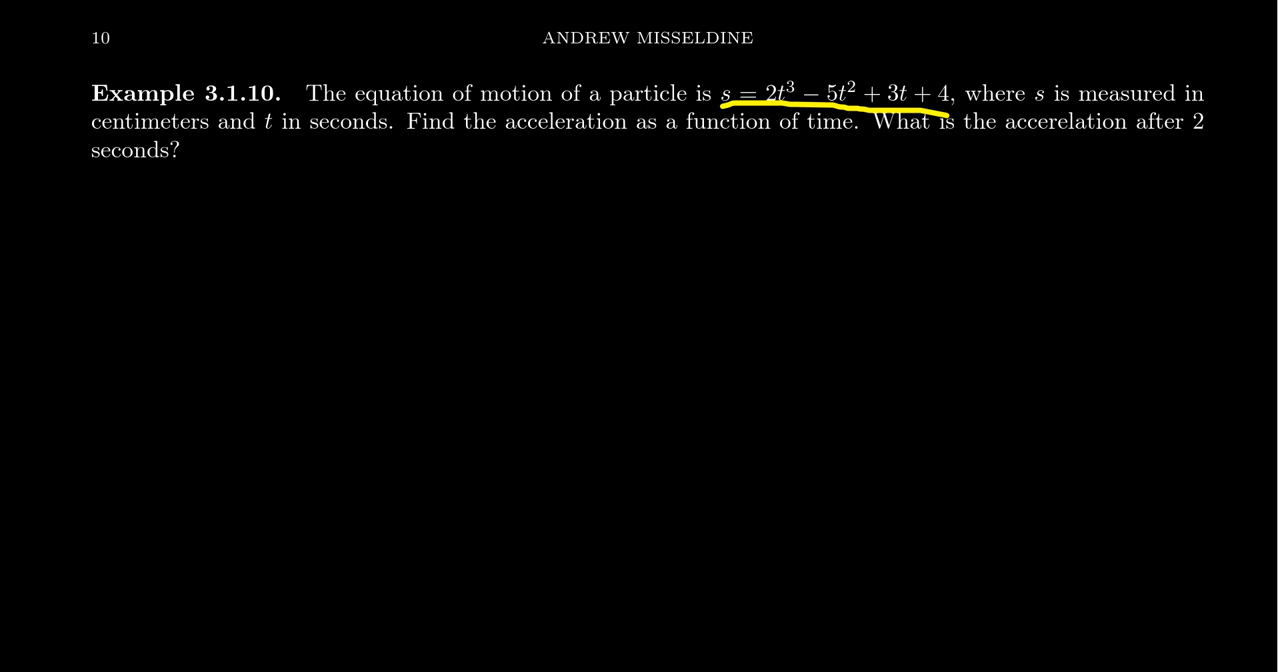 10
ANDREW MISSELDINE
Example 3.1.10. The equation of motion of a particle is s = 2t³ − 5t² + 3t + 4, where s is measured in
centimeters and t in seconds. Find the acceleration as a function of time. What is the accerelation after 2
seconds?